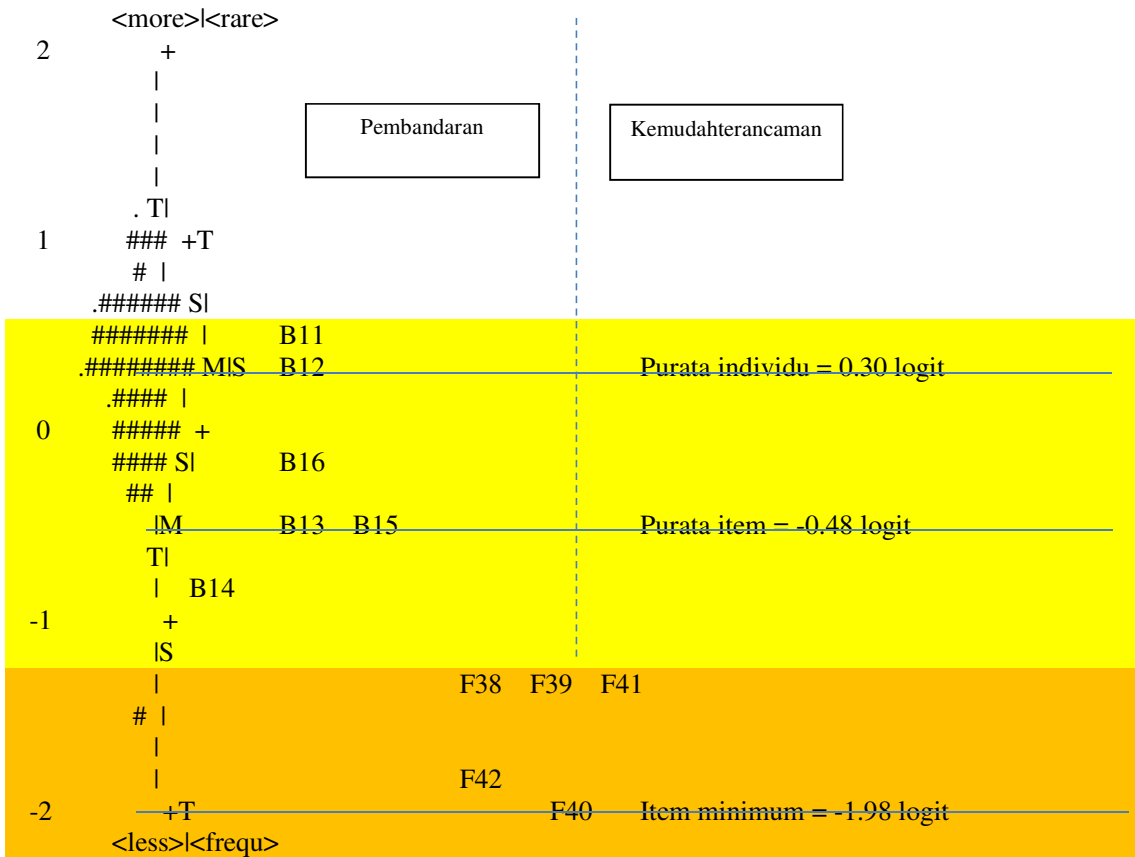 <more>|<rare>
2 +
|
|
Pembandaran Kemudahterancaman
|
|
. T|
1 ### +T
# |
.###### S|
####### | B11
.######## M|S B12 Purata individu = 0.30 logit
.#### |
0 ##### +
#### S| B16
## |
|M B13 B15 Purata item = -0.48 logit
T|
| B14
-1 +
|S
| F38 F39 F41
# |
|
| F42
-2 +T F40 Item minimum = -1.98 logit
<less>|<frequ>